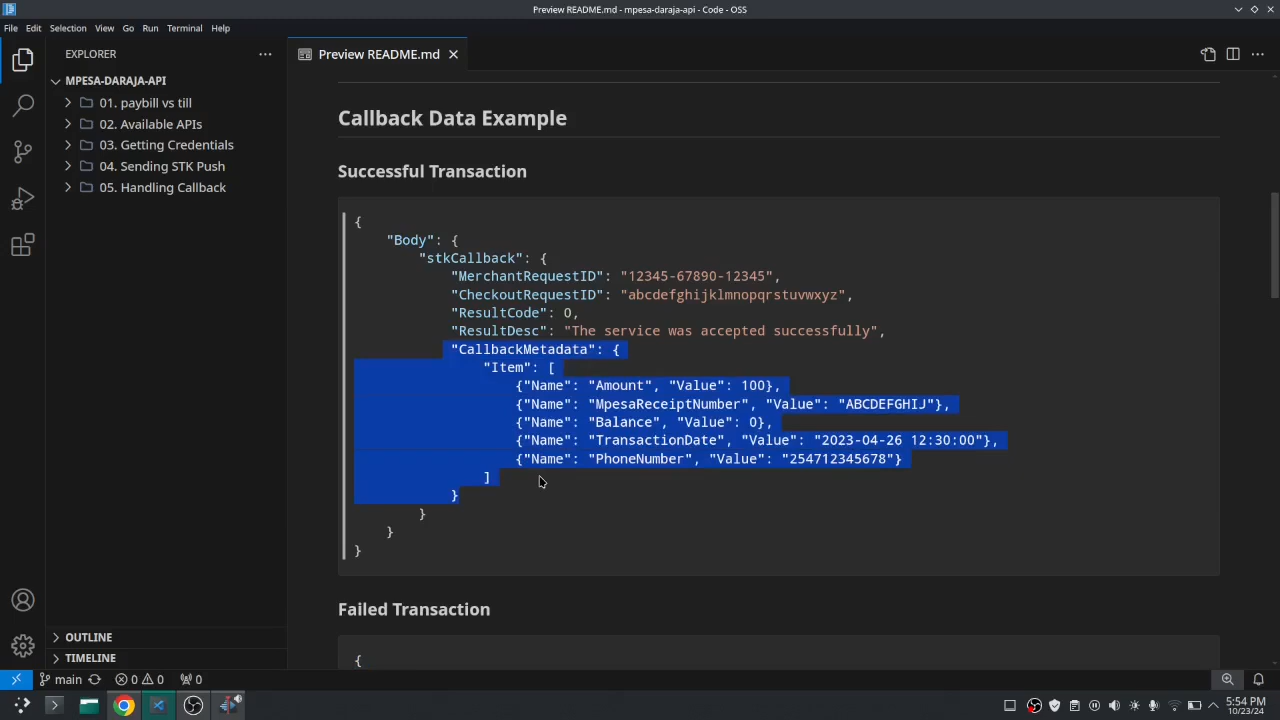 Preview README.md - mpesa-daraja-api - Code - OSS
File Edit Selection View Go Run Terminal Help
EXPLORER
MPESA-DARAJA-API
01. paybill vs till
02. Available APIs
03. Getting Credentials
04. Sending STK Push
05. Handling Callback
OUTLINE
TIMELINE
Preview README.md
Callback Data Example
Successful Transaction
{
"Body": {
"stkCallback": {
"MerchantRequestID": "12345-67890-12345",
"CheckoutRequestID": "abcdefghijklmnopqrstuvwxyz",
"ResultCode": 0,
"ResultDesc": "The service was accepted successfully",
"CallbackMetadata": {
"Item": [
{"Name": "Amount", "Value": 100},
{"Name": "MpesaReceiptNumber", "Value": "ABCDEFGHIJ"},
{"Name": "Balance", "Value": 0},
{"Name": "TransactionDate", "Value": "2023-04-26 12:30:00"},
{"Name": "PhoneNumber", "Value": "254712345678"}
]
}
}
}
}
Failed Transaction
{
main 0 0 0
5:54 PM
10/23/24